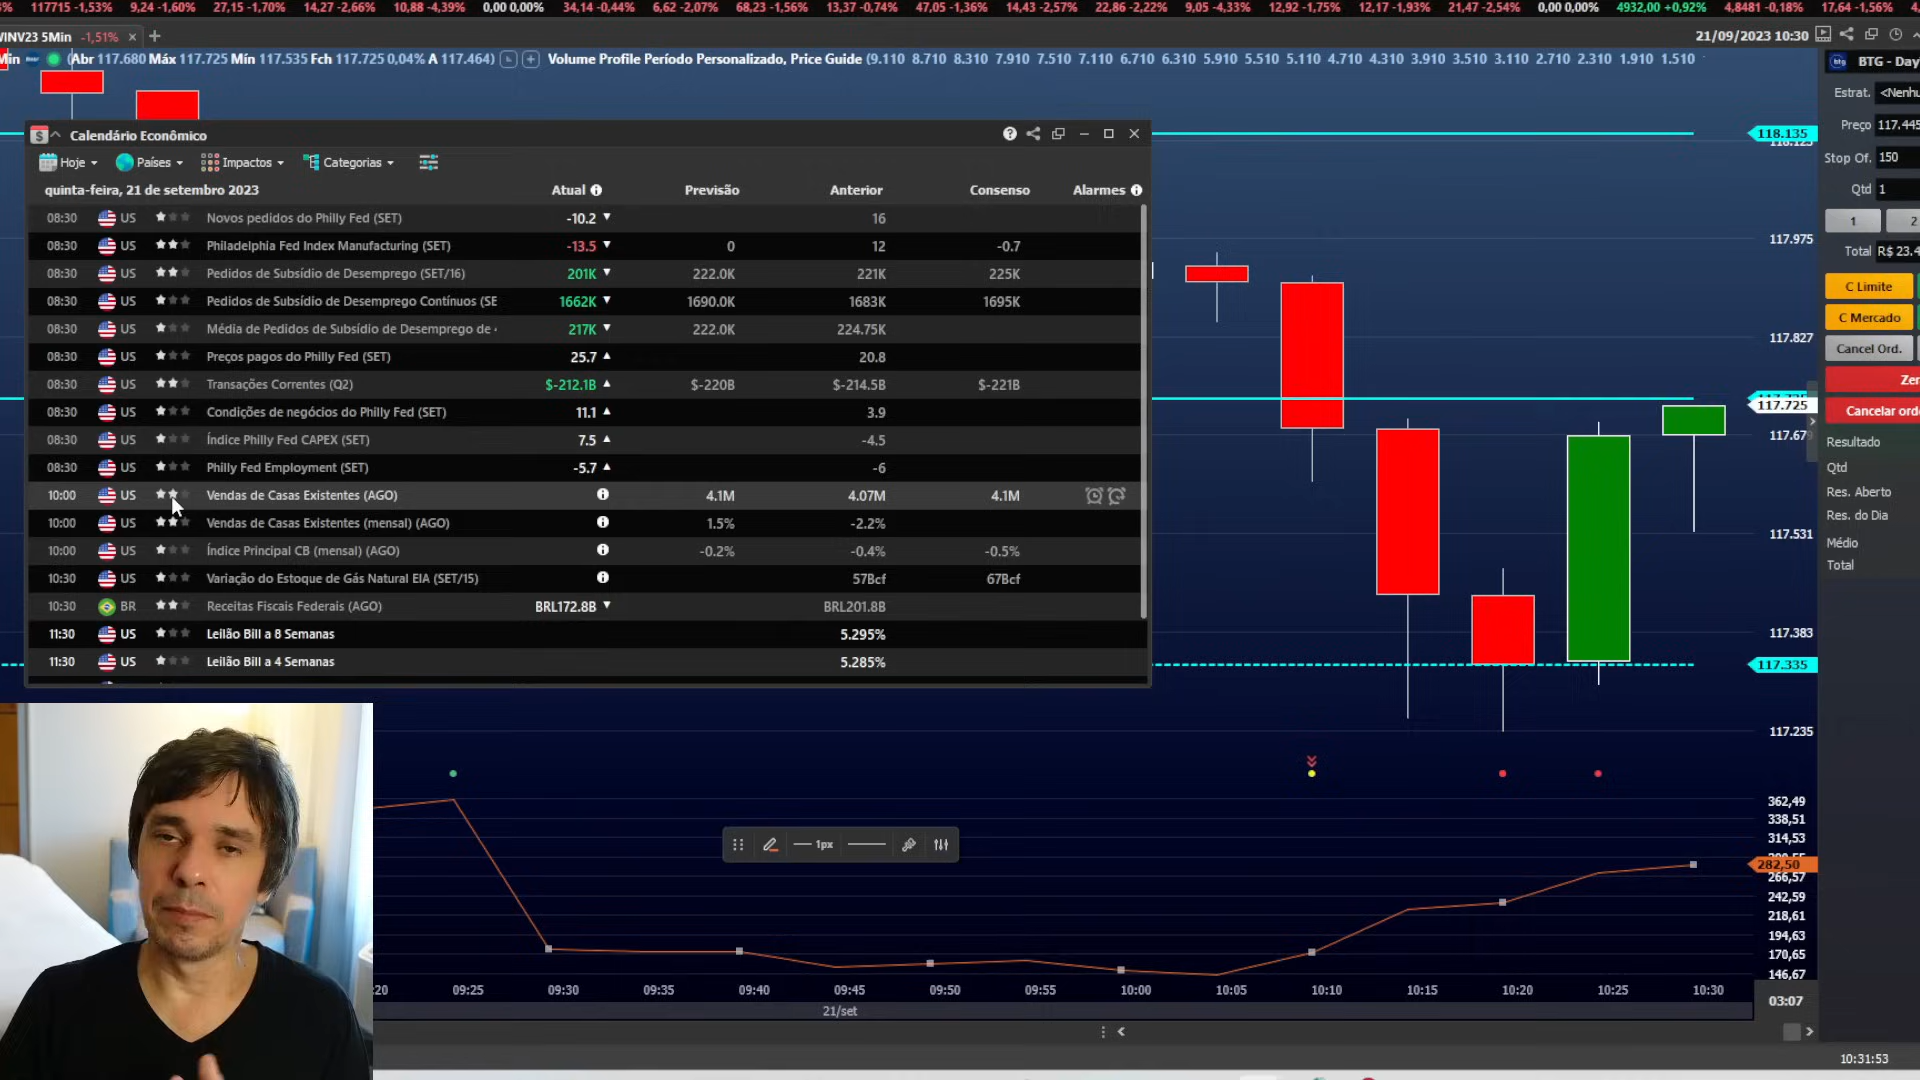 117715 -1,53% 9,24 -1,60% 27,15 -1,70% 14,27 -2,66% 10,88 -4,39% 0,00 0,00% 34,14 -0,44% 6,62 -2,07% 68,23 -1,56% 13,37 -0,74% 47,05 -1,36% 14,43 -2,57% 22,86 -2,22% 9,05 -4,33% 12,92 -1,75% 12,17 -1,93% 21,47 -2,54% 0,00 0,00% 4932,00 +0,92% 4,8481 -0,18% 17,64 -1,56%
WINV23 5Min -1,51% × +
21/09/2023 10:30
Min (Abr 117.680 Máx 117.725 Mín 117.535 Fch 117.725 0,04% A 117.464) Volume Profile Período Personalizado, Price Guide (9.110 8.710 8.310 7.910 7.510 7.110 6.710 6.310 5.910 5.510 5.110 4.710 4.310 3.910 3.510 3.110 2.710 2.310 1.910 1.510
Calendário Econômico
Hoje Países Impactos Categorias
quinta-feira, 21 de setembro 2023 Atual Previsão Anterior Consenso Alarmes
08:30 US Novos pedidos do Philly Fed (SET) -10.2 16
08:30 US Philadelphia Fed Index Manufacturing (SET) -13.5 0 12 -0.7
08:30 US Pedidos de Subsídio de Desemprego (SET/16) 201K 222.0K 221K 225K
08:30 US Pedidos de Subsídio de Desemprego Contínuos (SE 1662K 1690.0K 1683K 1695K
08:30 US Média de Pedidos de Subsídio de Desemprego de 217K 222.0K 224.75K
08:30 US Preços pagos do Philly Fed (SET) 25.7 20.8
08:30 US Transações Correntes (Q2) $-212.1B $-220B $-214.5B $-221B
08:30 US Condições de negócios do Philly Fed (SET) 11.1 3.9
08:30 US Índice Philly Fed CAPEX (SET) 7.5 -4.5
08:30 US Philly Fed Employment (SET) -5.7 -6
10:00 US Vendas de Casas Existentes (AGO) 4.1M 4.07M 4.1M
10:00 US Vendas de Casas Existentes (mensal) (AGO) 1.5% -2.2%
10:00 US Índice Principal CB (mensal) (AGO) -0.2% -0.4% -0.5%
10:30 US Variação do Estoque de Gás Natural EIA (SET/15) 57Bcf 67Bcf
10:30 BR Receitas Fiscais Federais (AGO) BRL172.8B BRL201.8B
11:30 US Leilão Bill a 8 Semanas 5.295%
11:30 US Leilão Bill a 4 Semanas 5.285%
118.135
117.975
117.827
117.725
117.679
117.531
117.383
117.335
117.235
btg BTG - Day
Estrat. <Nenhu
Preço 117.445
Stop Of. 150
Qtd 1
1 2
Total R$ 23.4
C Limite
C Mercado
Cancel Ord.
Zer
Cancelar orde
Resultado
Qtd
Res. Aberto
Res. do Dia
Médio
Total
1px
362,49
338,51
314,53
282,50
266,57
242,59
218,61
194,63
170,65
146,67
:20 09:25 09:30 09:35 09:40 09:45 09:50 09:55 10:00 10:05 10:10 10:15 10:20 10:25 10:30 03:07
21/set
10:31:53